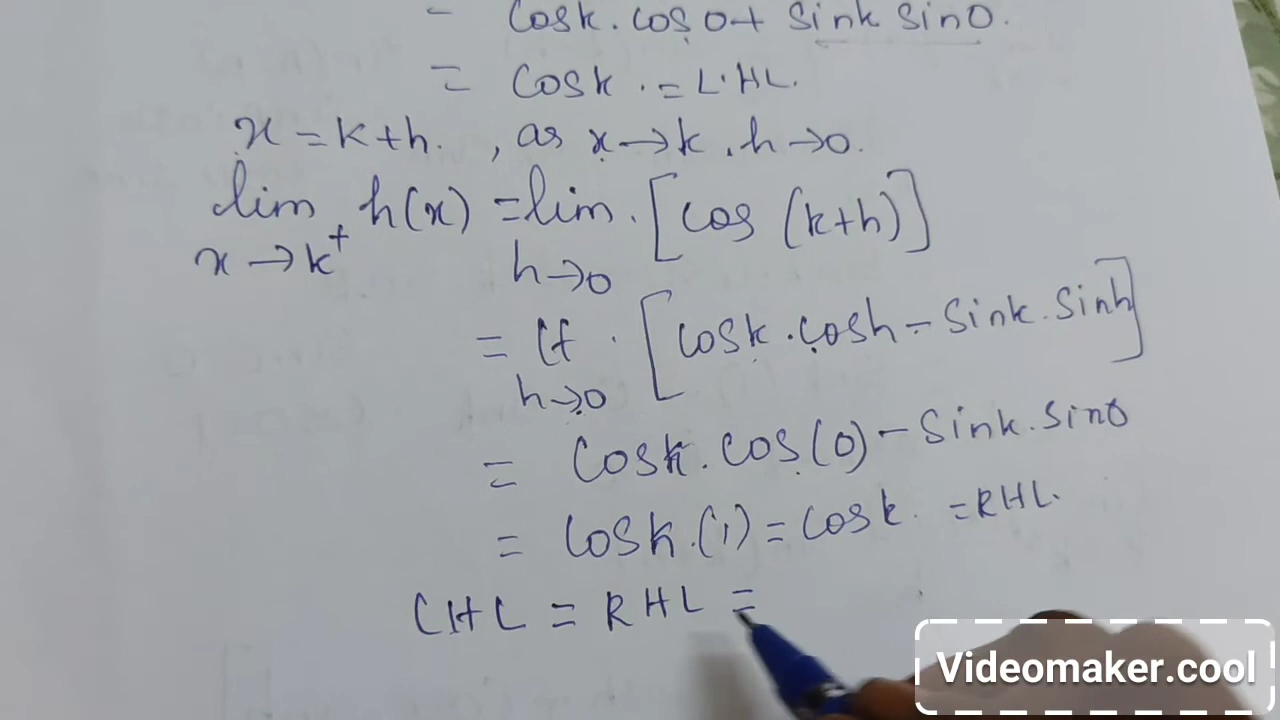 = Cosk. cos 0+ Sink sin0.
= Cosk . = L.HL.
x = k+h. , as x→k , h→0.
lim h(x) = lim. [cos (k+h)]
x→k⁺ h→0
= lt . [cosk.cosh - Sink.Sinh]
h→0
= Cosk.cos(0) - Sink.Sin0
= Cosk.(1) = Cosk. = RHL.
LHL = RHL =
Videomaker.cool